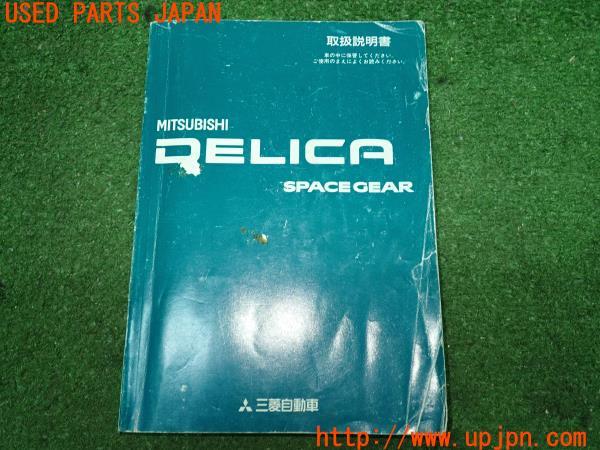 USED PARTS JAPAN
取扱説明書
車の中に保管してください。
ご使用のまえによくお読みください。
MITSUBISHI
DELICA
SPACE GEAR
三菱自動車
http://www.upjpn.com